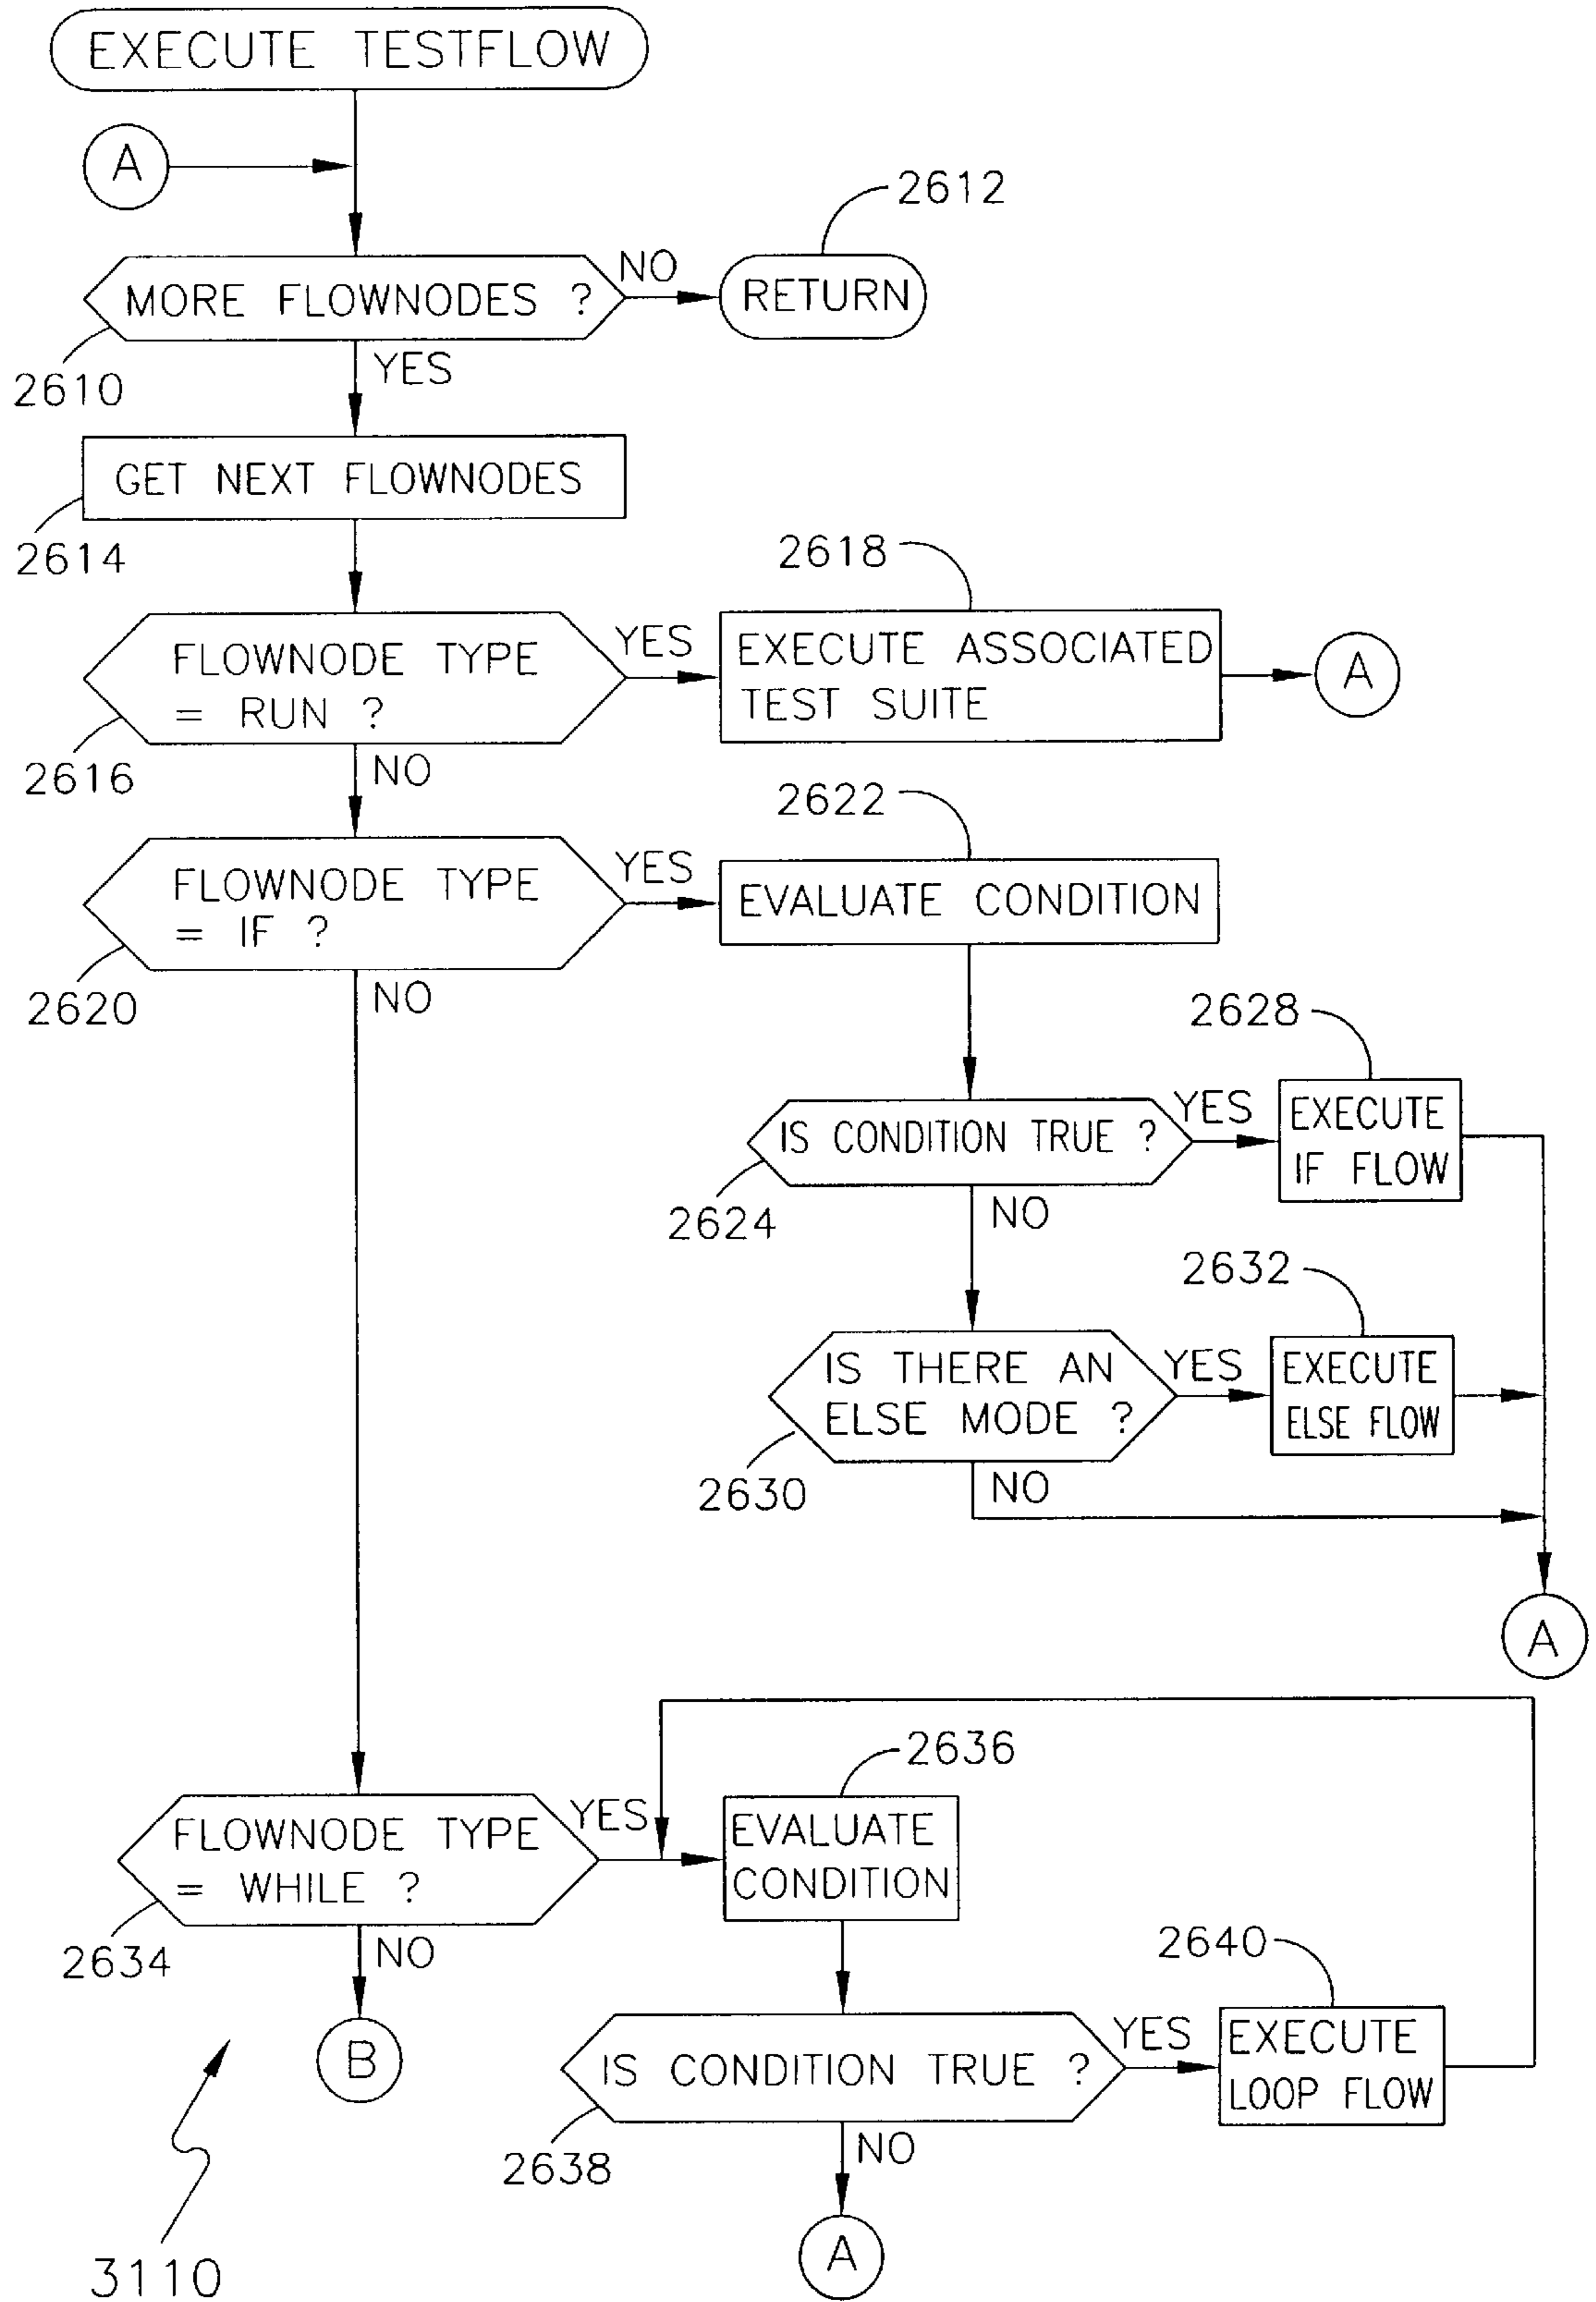 EXECUTE TESTFLOW
A
2612
MORE FLOWNODES ?
NO
RETURN
2610
YES
GET NEXT FLOWNODES
2614
2618
FLOWNODE TYPE
= RUN ?
YES
EXECUTE ASSOCIATED
TEST SUITE
A
2616
NO
2622
FLOWNODE TYPE
= IF ?
YES
EVALUATE CONDITION
2620
NO
2628
IS CONDITION TRUE ?
YES
EXECUTE
IF FLOW
2624
NO
2632
IS THERE AN
ELSE MODE ?
YES
EXECUTE
ELSE FLOW
2630
NO
A
2636
FLOWNODE TYPE
= WHILE ?
YES
EVALUATE
CONDITION
2634
NO
2640
B
IS CONDITION TRUE ?
YES
EXECUTE
LOOP FLOW
2638
NO
A
3110